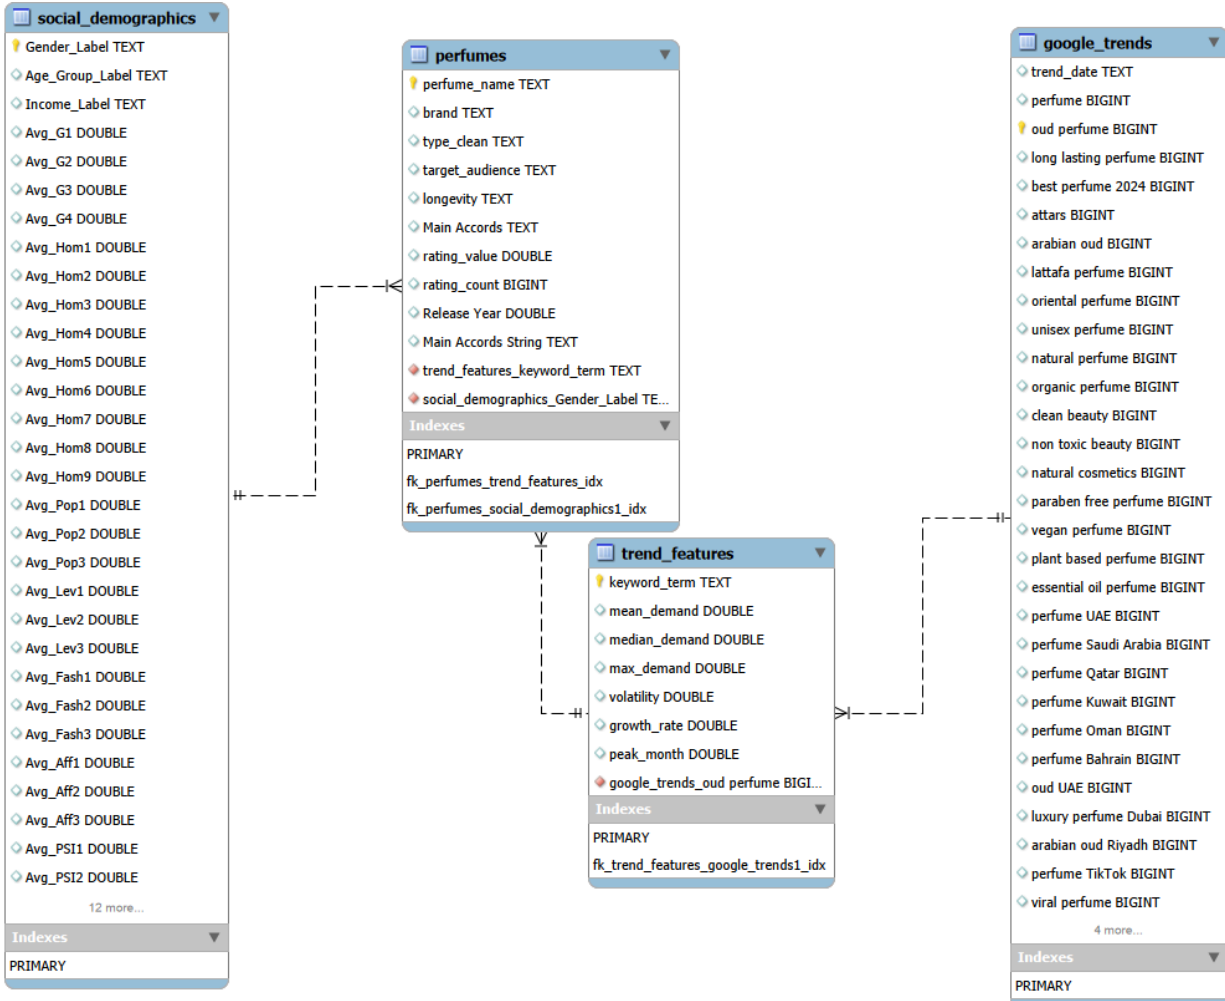 social_demographics
Gender_Label TEXT
Age_Group_Label TEXT
Income_Label TEXT
Avg_G1 DOUBLE
Avg_G2 DOUBLE
Avg_G3 DOUBLE
Avg_G4 DOUBLE
Avg_Hom1 DOUBLE
Avg_Hom2 DOUBLE
Avg_Hom3 DOUBLE
Avg_Hom4 DOUBLE
Avg_Hom5 DOUBLE
Avg_Hom6 DOUBLE
Avg_Hom7 DOUBLE
Avg_Hom8 DOUBLE
Avg_Hom9 DOUBLE
Avg_Pop1 DOUBLE
Avg_Pop2 DOUBLE
Avg_Pop3 DOUBLE
Avg_Lev1 DOUBLE
Avg_Lev2 DOUBLE
Avg_Lev3 DOUBLE
Avg_Fash1 DOUBLE
Avg_Fash2 DOUBLE
Avg_Fash3 DOUBLE
Avg_Aff1 DOUBLE
Avg_Aff2 DOUBLE
Avg_Aff3 DOUBLE
Avg_PSI1 DOUBLE
Avg_PSI2 DOUBLE
12 more...
Indexes
PRIMARY
perfumes
perfume_name TEXT
brand TEXT
type_clean TEXT
target_audience TEXT
longevity TEXT
Main Accords TEXT
rating_value DOUBLE
rating_count BIGINT
Release Year DOUBLE
Main Accords String TEXT
trend_features_keyword_term TEXT
social_demographics_Gender_Label TE...
Indexes
PRIMARY
fk_perfumes_trend_features_idx
fk_perfumes_social_demographics1_idx
trend_features
keyword_term TEXT
mean_demand DOUBLE
median_demand DOUBLE
max_demand DOUBLE
volatility DOUBLE
growth_rate DOUBLE
peak_month DOUBLE
google_trends_oud perfume BIGI...
Indexes
PRIMARY
fk_trend_features_google_trends1_idx
google_trends
trend_date TEXT
perfume BIGINT
oud perfume BIGINT
long lasting perfume BIGINT
best perfume 2024 BIGINT
attars BIGINT
arabian oud BIGINT
lattafa perfume BIGINT
oriental perfume BIGINT
unisex perfume BIGINT
natural perfume BIGINT
organic perfume BIGINT
clean beauty BIGINT
non toxic beauty BIGINT
natural cosmetics BIGINT
paraben free perfume BIGINT
vegan perfume BIGINT
plant based perfume BIGINT
essential oil perfume BIGINT
perfume UAE BIGINT
perfume Saudi Arabia BIGINT
perfume Qatar BIGINT
perfume Kuwait BIGINT
perfume Oman BIGINT
perfume Bahrain BIGINT
oud UAE BIGINT
luxury perfume Dubai BIGINT
arabian oud Riyadh BIGINT
perfume TikTok BIGINT
viral perfume BIGINT
4 more...
Indexes
PRIMARY